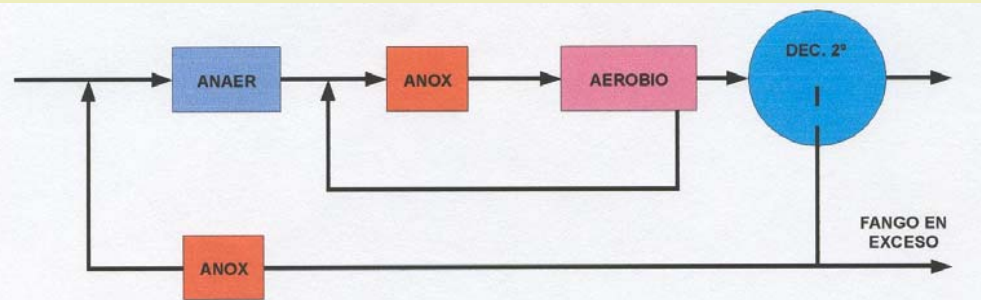 ANAER
ANOX
AEROBIO
DEC. 2º
FANGO EN
EXCESO
ANOX